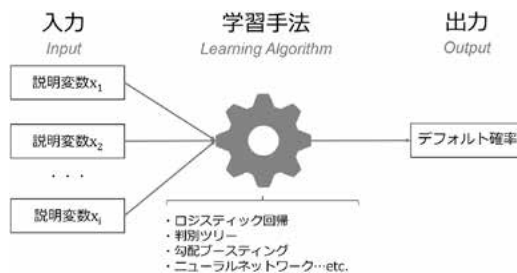 入力
Input
学習手法
Learning Algorithm
出力
Output
説明変数x1
説明変数x2
・・・
説明変数xi
デフォルト確率
・ロジスティック回帰
・判別ツリー
・勾配ブースティング
・ニューラルネットワーク…etc.